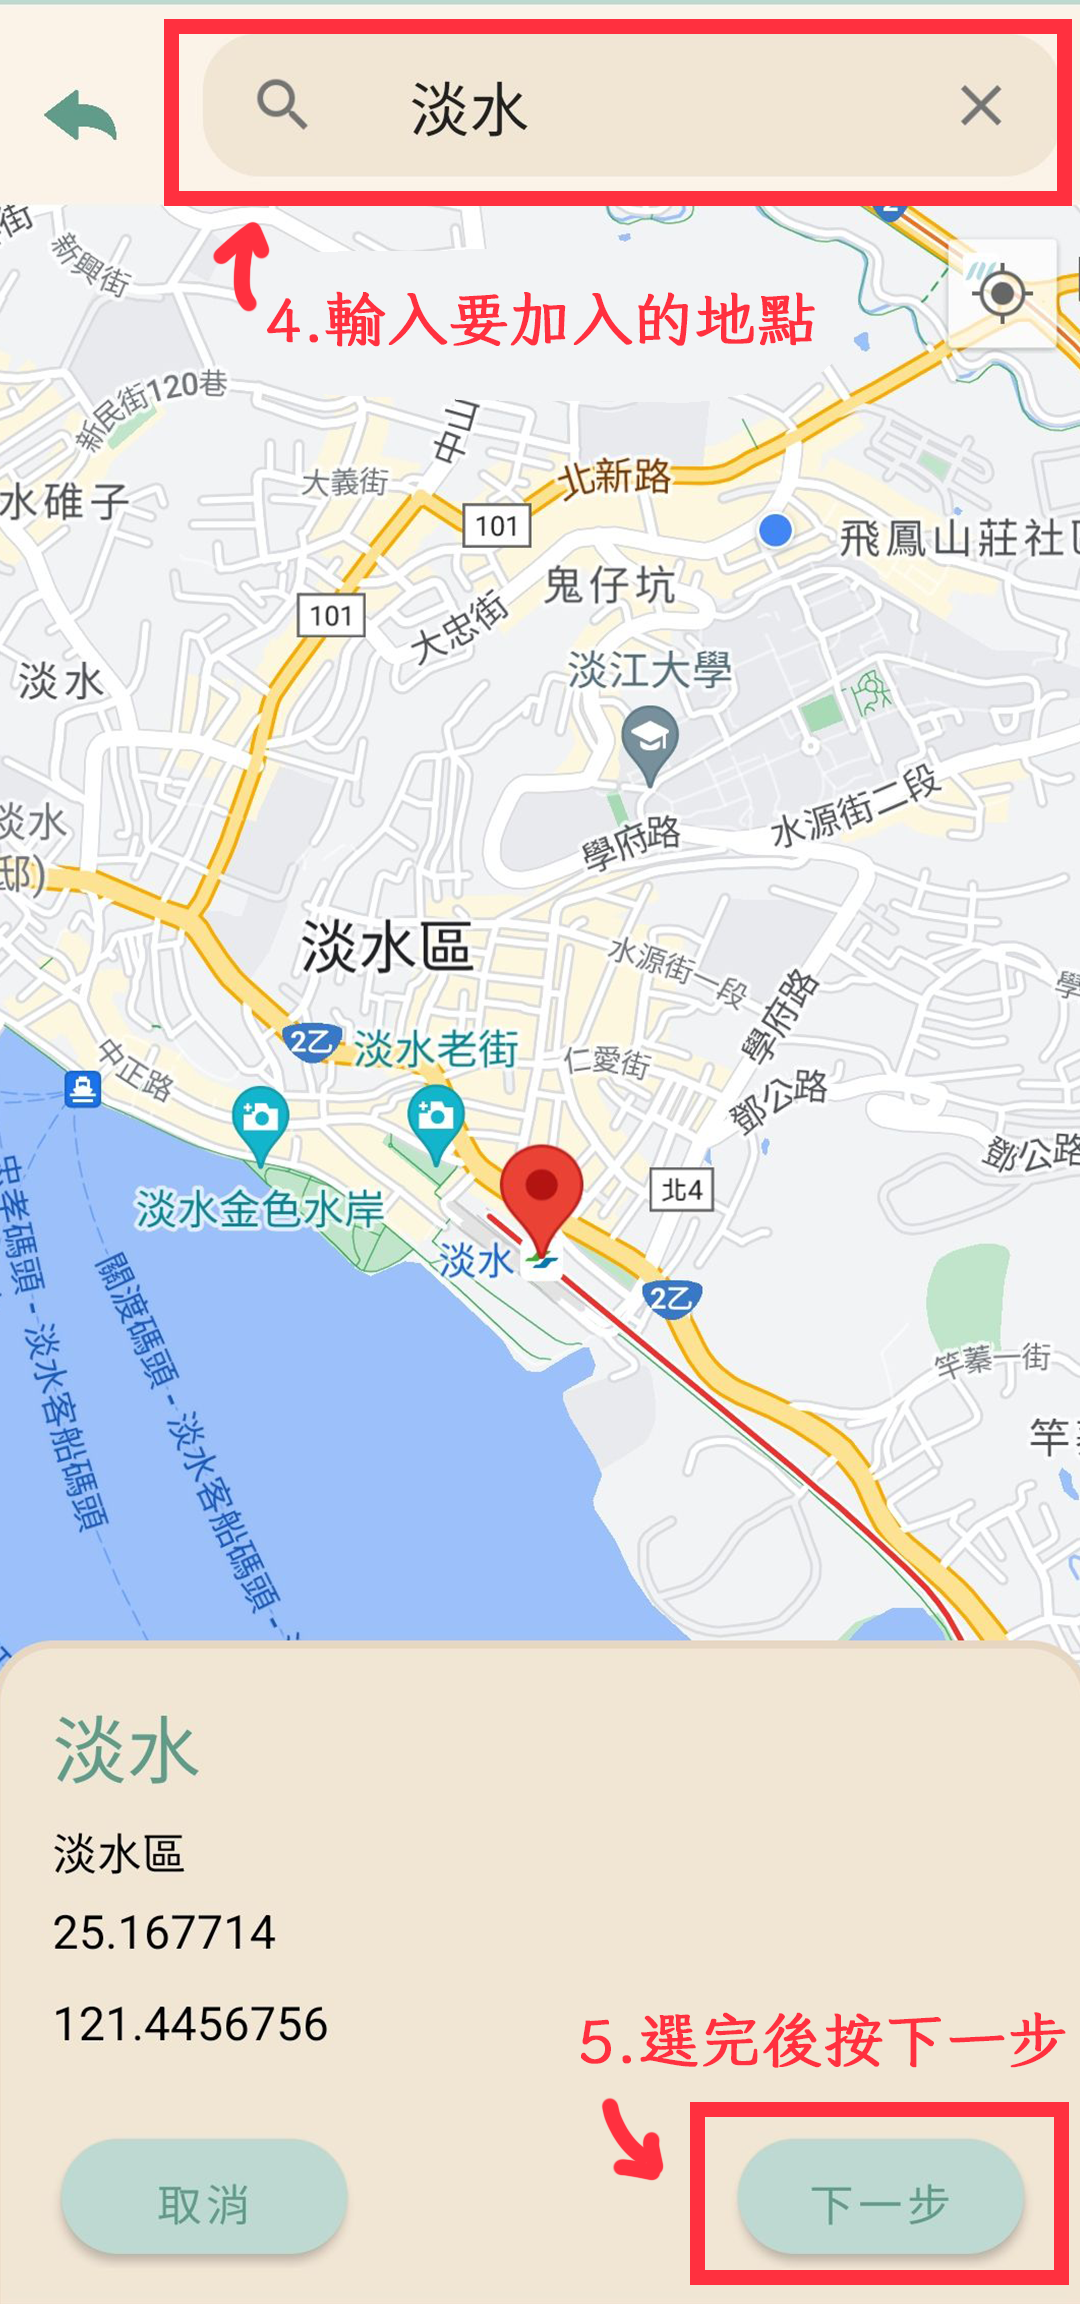 淡水
4.輸入要加入的地點
新興街
新民街120巷
中山
大義街
北新路
水碓子
101
飛鳳山莊社
鬼仔坑
101
大忠街
淡水
淡江大學
水源街二段
淡水
學府路
邸)
淡水區
水源街一段
學府路
2乙
淡水老街
仁愛街
中正路
鄧公路
鄧公路
北4
淡水金色水岸
淡水
忠孝碼頭 - 淡水客船碼頭
關渡碼頭 - 淡水客船碼頭 -
2乙
竿蓁一街
竿
淡水
淡水區
25.167714
121.4456756
5.選完後按下一步
取消
下一步